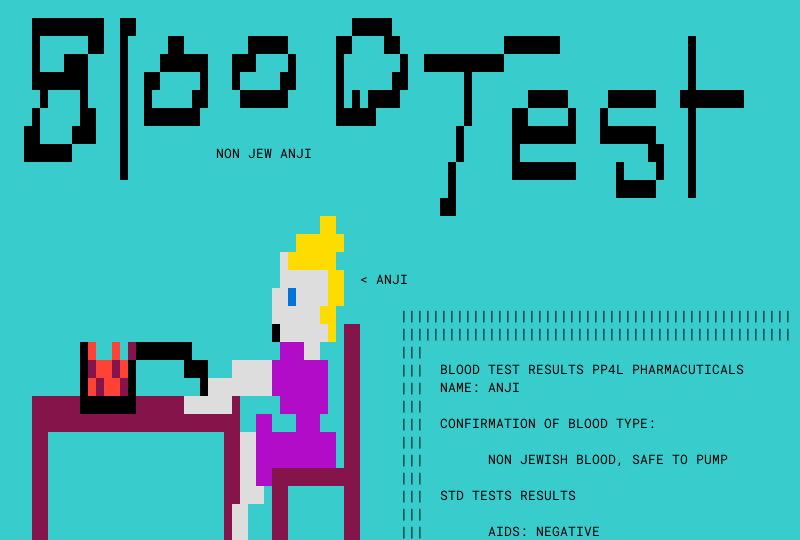 Blood Test
NON JEW ANJI
< ANJI
BLOOD TEST RESULTS PP4L PHARMACUTICALS
NAME: ANJI
CONFIRMATION OF BLOOD TYPE:
NON JEWISH BLOOD, SAFE TO PUMP
STD TESTS RESULTS
AIDS: NEGATIVE